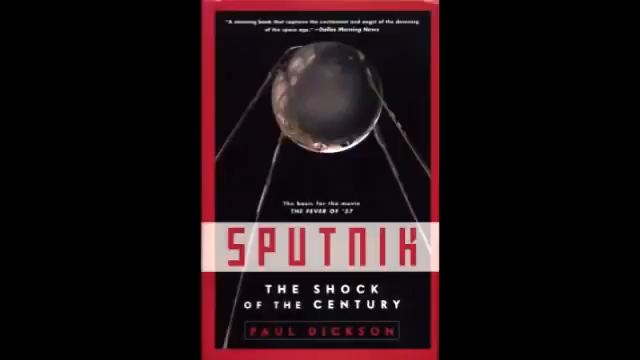 "A stunning book that captures the excitement and angst of the dawning
of the space age."—Dallas Morning News
The basis for the movie
THE FEVER OF '57
SPUTNIK
THE SHOCK
OF THE CENTURY
PAUL DICKSON